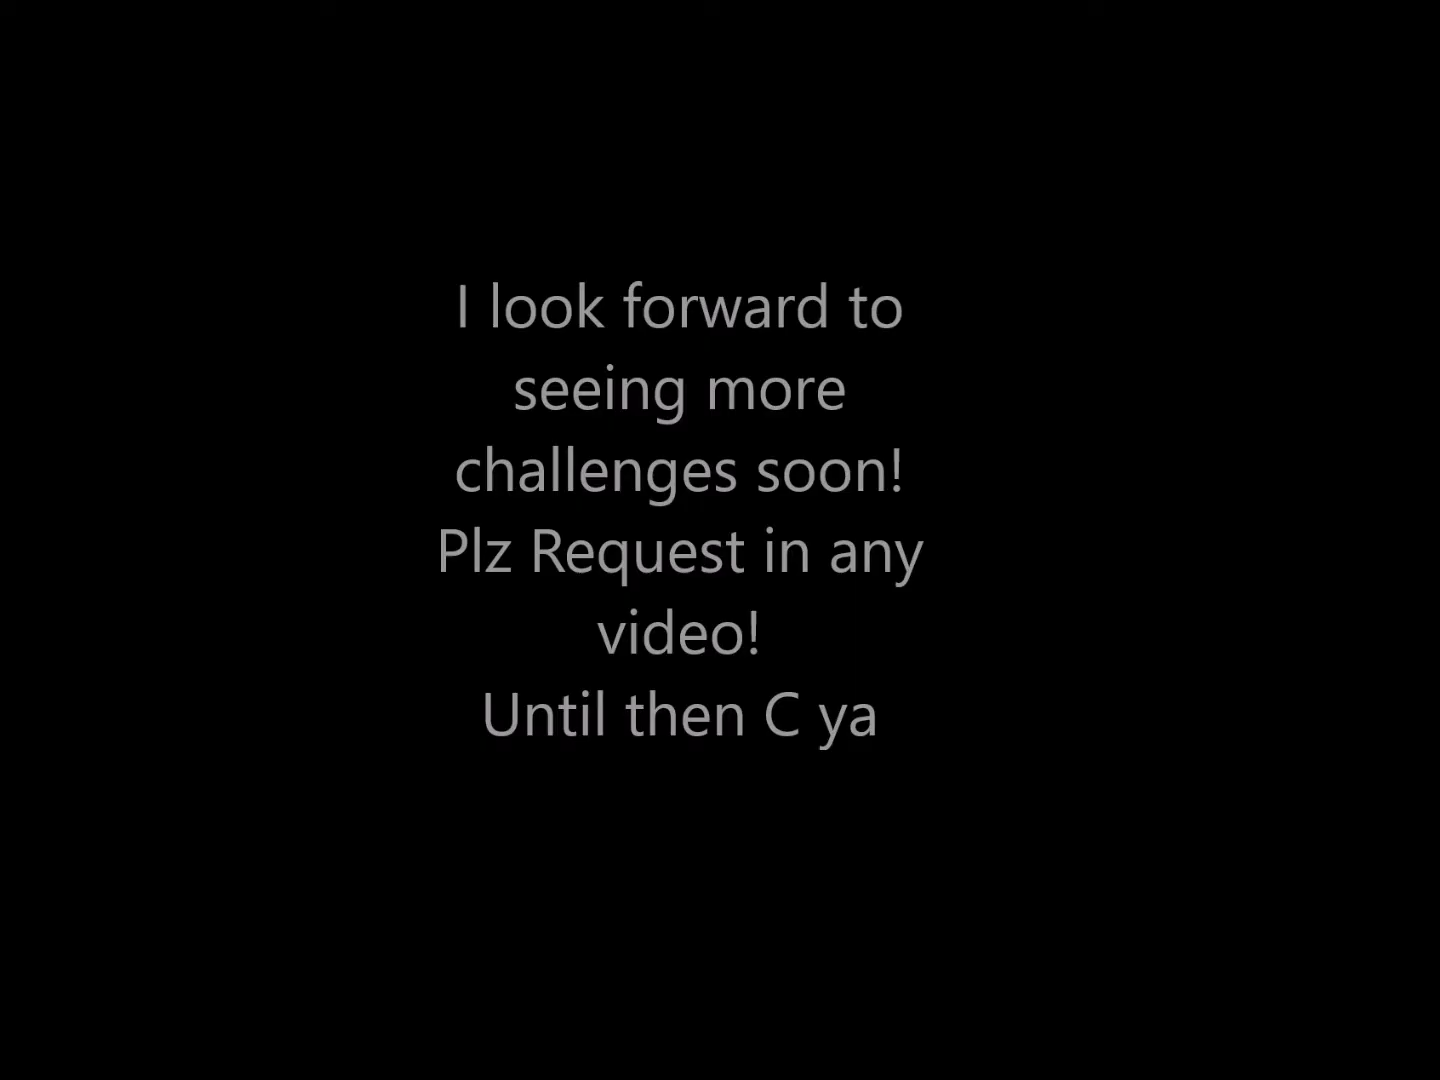 I look forward to
seeing more
challenges soon!
Plz Request in any
video!
Until then C ya